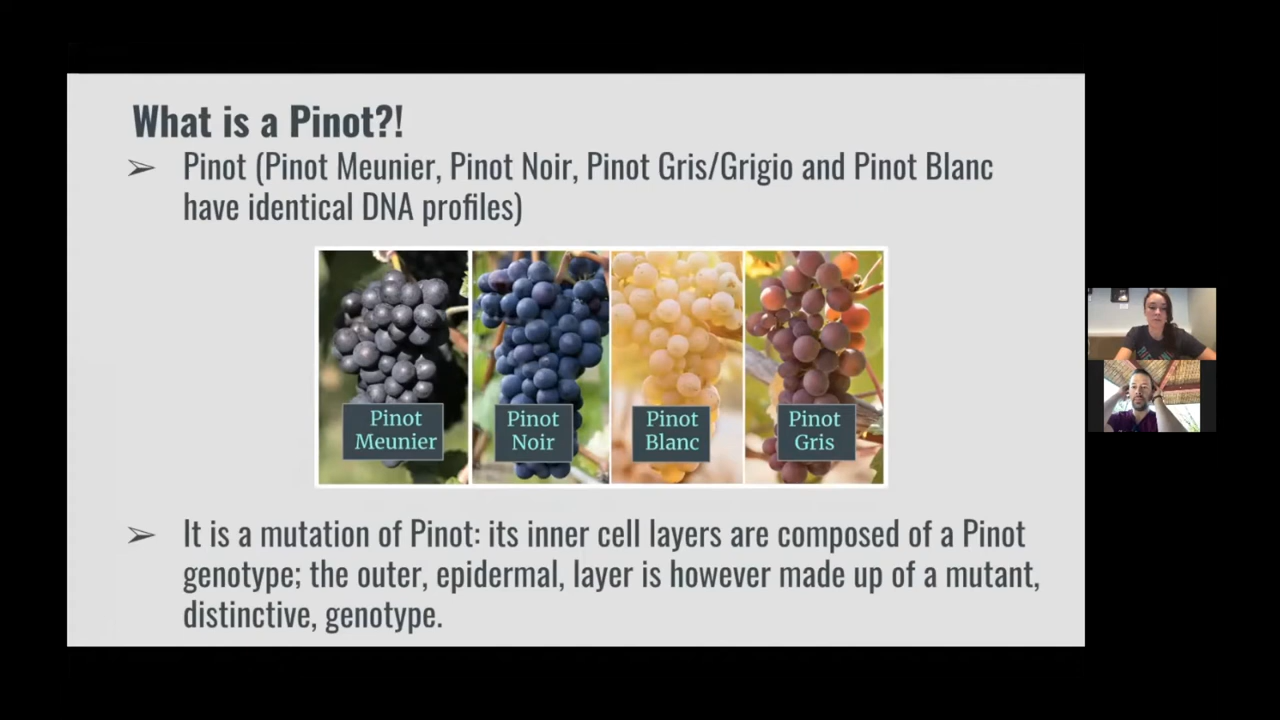 What is a Pinot?!
➢ Pinot (Pinot Meunier, Pinot Noir, Pinot Gris/Grigio and Pinot Blanc
have identical DNA profiles)
Pinot
Meunier
Pinot
Noir
Pinot
Blanc
Pinot
Gris
➢ It is a mutation of Pinot: its inner cell layers are composed of a Pinot
genotype; the outer, epidermal, layer is however made up of a mutant,
distinctive, genotype.